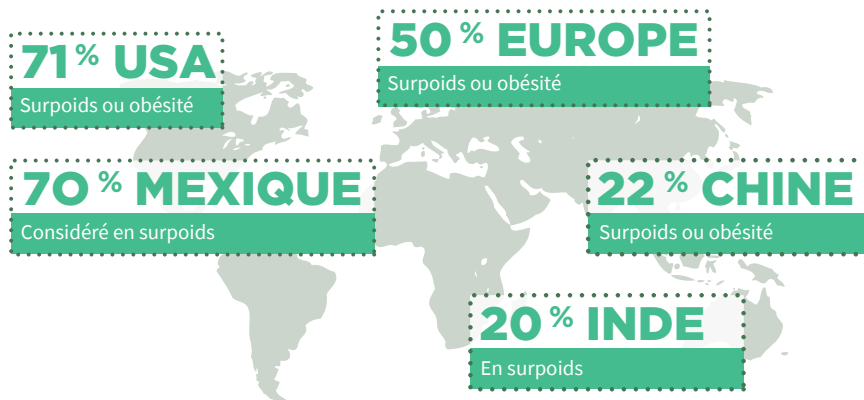 71% USA
Surpoids ou obésité
50% EUROPE
Surpoids ou obésité
70% MEXIQUE
Considéré en surpoids
22% CHINE
Surpoids ou obésité
20% INDE
En surpoids